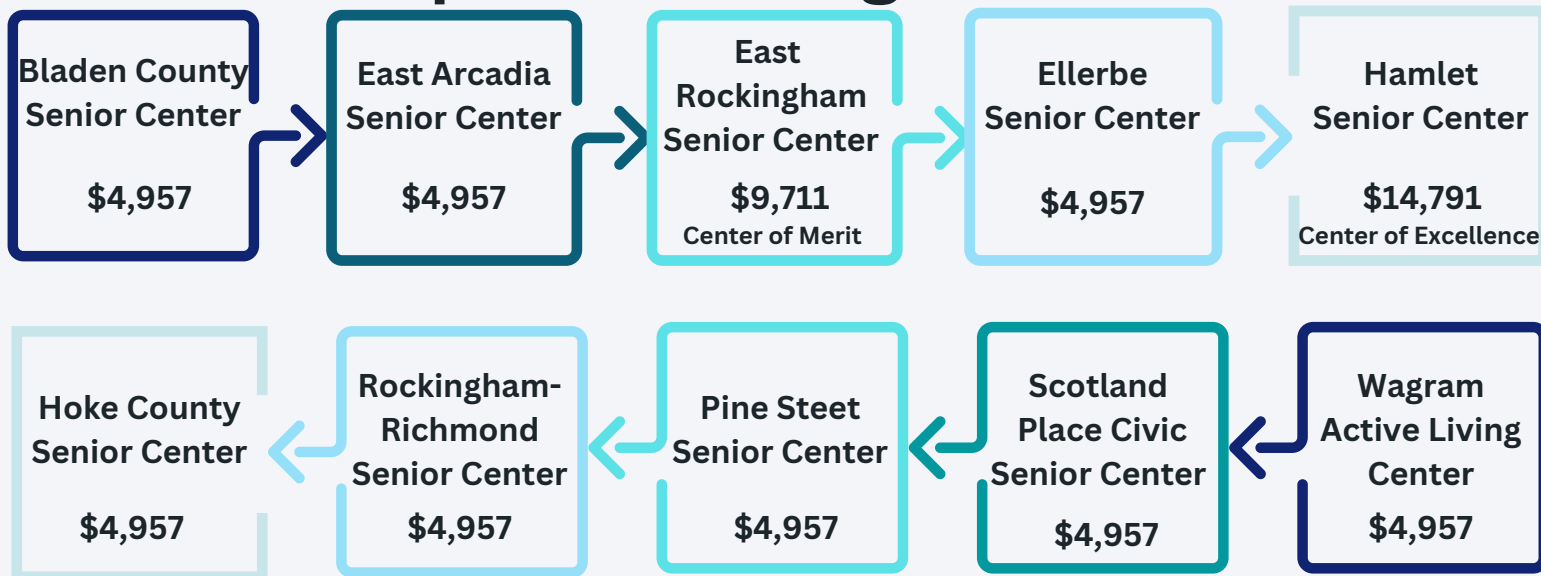 Bladen County
Senior Center
$4,957
East Arcadia
Senior Center
$4,957
East
Rockingham
Senior Center
$9,711
Center of Merit
Ellerbe
Senior Center
$4,957
Hamlet
Senior Center
$14,791
Center of Excellence
Hoke County
Senior Center
$4,957
Rockingham-
Richmond
Senior Center
$4,957
Pine Steet
Senior Center
$4,957
Scotland
Place Civic
Senior Center
$4,957
Wagram
Active Living
Center
$4,957